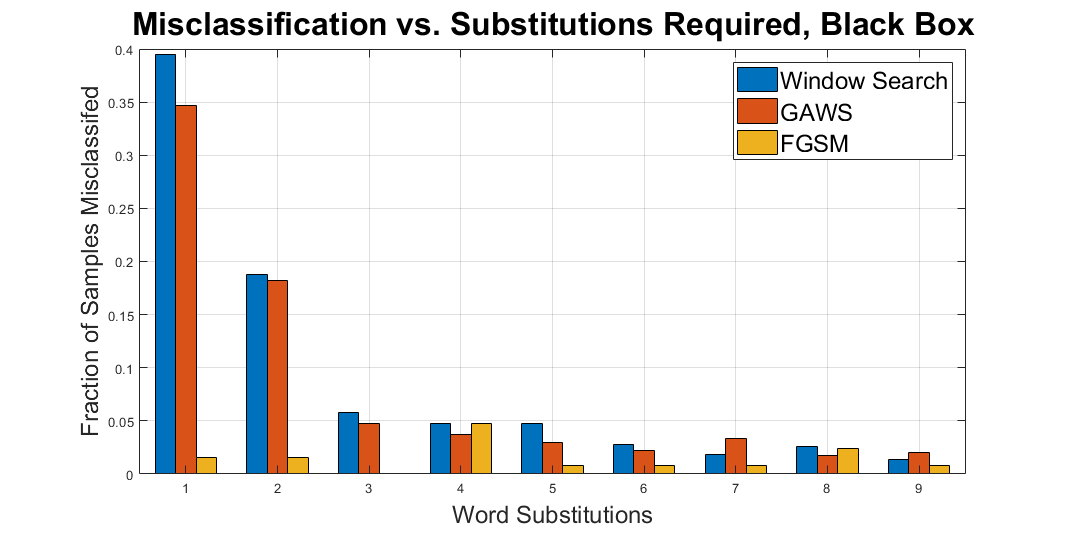 Misclassification vs. Substitutions Required, Black Box
Fraction of Samples Misclassifed
0.4
0.35
0.3
0.25
0.2
0.15
0.1
0.05
0
Window Search
GAWS
FGSM
1 2 3 4 5 6 7 8 9
Word Substitutions